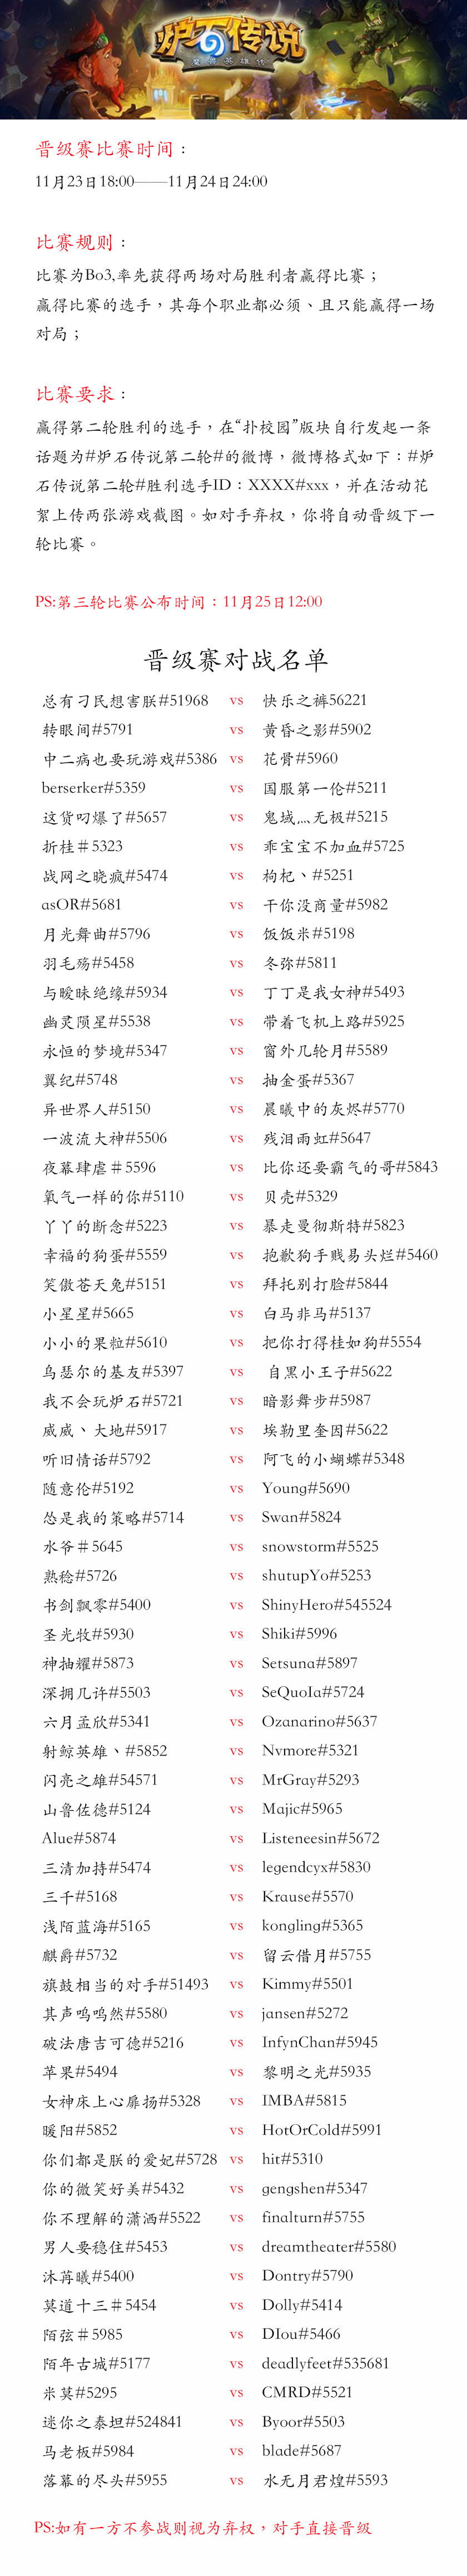 炉石传说
魔兽英雄传
晋级赛比赛时间：
11月23日18:00——11月24日24:00
比赛规则：
比赛为Bo3,率先获得两场对局胜利者赢得比赛；
赢得比赛的选手，其每个职业都必须、且只能赢得一场
对局；
比赛要求：
赢得第二轮胜利的选手，在“扑校园”版块自行发起一条
话题为#炉石传说第二轮#的微博，微博格式如下：#炉
石传说第二轮#胜利选手ID：XXXX#xxx，并在活动花
絮上传两张游戏截图。如对手弃权，你将自动晋级下一
轮比赛。
PS:第三轮比赛公布时间：11月25日12:00
晋级赛对战名单
总有刁民想害朕#51968 vs 快乐之裤56221
转眼间#5791 vs 黄昏之影#5902
中二病也要玩游戏#5386 vs 花骨#5960
berserker#5359 vs 国服第一伦#5211
这货叼爆了#5657 vs 鬼域灬无极#5215
折桂＃5323 vs 乖宝宝不加血#5725
战网之晓疯#5474 vs 枸杞丶#5251
asOR#5681 vs 干你没商量#5982
月光舞曲#5796 vs 饭饭米#5198
羽毛殇#5458 vs 冬弥#5811
与暧昧绝缘#5934 vs 丁丁是我女神#5493
幽灵陨星#5538 vs 带着飞机上路#5925
永恒的梦境#5347 vs 窗外几轮月#5589
翼纪#5748 vs 抽金蛋#5367
异世界人#5150 vs 晨曦中的灰烬#5770
一波流大神#5506 vs 残泪雨虹#5647
夜幕肆虐＃5596 vs 比你还要霸气的哥#5843
氧气一样的你#5110 vs 贝壳#5329
丫丫的断念#5223 vs 暴走曼彻斯特#5823
幸福的狗蛋#5559 vs 抱歉狗手贱易头烂#5460
笑傲苍天兔#5151 vs 拜托别打脸#5844
小星星#5665 vs 白马非马#5137
小小的果粒#5610 vs 把你打得桂如狗#5554
乌瑟尔的基友#5397 vs 自黑小王子#5622
我不会玩炉石#5721 vs 暗影舞步#5987
威威丶大地#5917 vs 埃勒里奎因#5622
听旧情话#5792 vs 阿飞的小蝴蝶#5348
随意伦#5192 vs Young#5690
怂是我的策略#5714 vs Swan#5824
水爷＃5645 vs snowstorm#5525
熟稔#5726 vs shutupYo#5253
书剑飘零#5400 vs ShinyHero#545524
圣光牧#5930 vs Shiki#5996
神抽耀#5873 vs Setsuna#5897
深拥几许#5503 vs SeQuoIa#5724
六月孟欣#5341 vs Ozanarino#5637
射鲸英雄丶#5852 vs Nvmore#5321
闪亮之雄#54571 vs MrGray#5293
山鲁佐德#5124 vs Majic#5965
Alue#5874 vs Listeneesin#5672
三清加持#5474 vs legendcyx#5830
三千#5168 vs Krause#5570
浅陌蓝海#5165 vs kongling#5365
麒爵#5732 vs 留云借月#5755
旗鼓相当的对手#51493 vs Kimmy#5501
其声呜呜然#5580 vs jansen#5272
破法唐吉可德#5216 vs InfynChan#5945
苹果#5494 vs 黎明之光#5935
女神床上心扉扬#5328 vs IMBA#5815
暖阳#5852 vs HotOrCold#5991
你们都是朕的爱妃#5728 vs hit#5310
你的微笑好美#5432 vs gengshen#5347
你不理解的潇洒#5522 vs finalturn#5755
男人要稳住#5453 vs dreamtheater#5580
沐苒曦#5400 vs Dontry#5790
莫道十三＃5454 vs Dolly#5414
陌弦＃5985 vs DIou#5466
陌年古城#5177 vs deadlyfeet#535681
米莫#5295 vs CMRD#5521
迷你之泰坦#524841 vs Byoor#5503
马老板#5984 vs blade#5687
落幕的尽头#5955 vs 水无月君煌#5593
PS:如有一方不参战则视为弃权，对手直接晋级